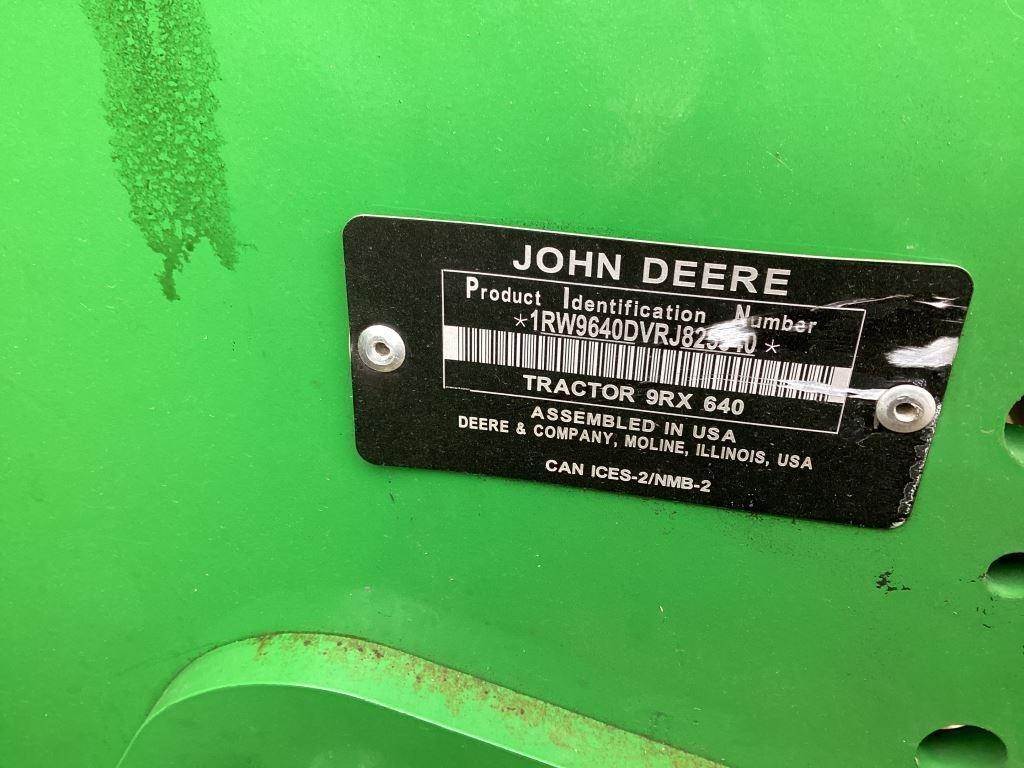 JOHN DEERE
Product Identification Number
TRACTOR 9RX 640
ASSEMBLED IN USA
DEERE & COMPANY, MOLINE, ILLINOIS, USA
CAN ICES-2/NMB-2